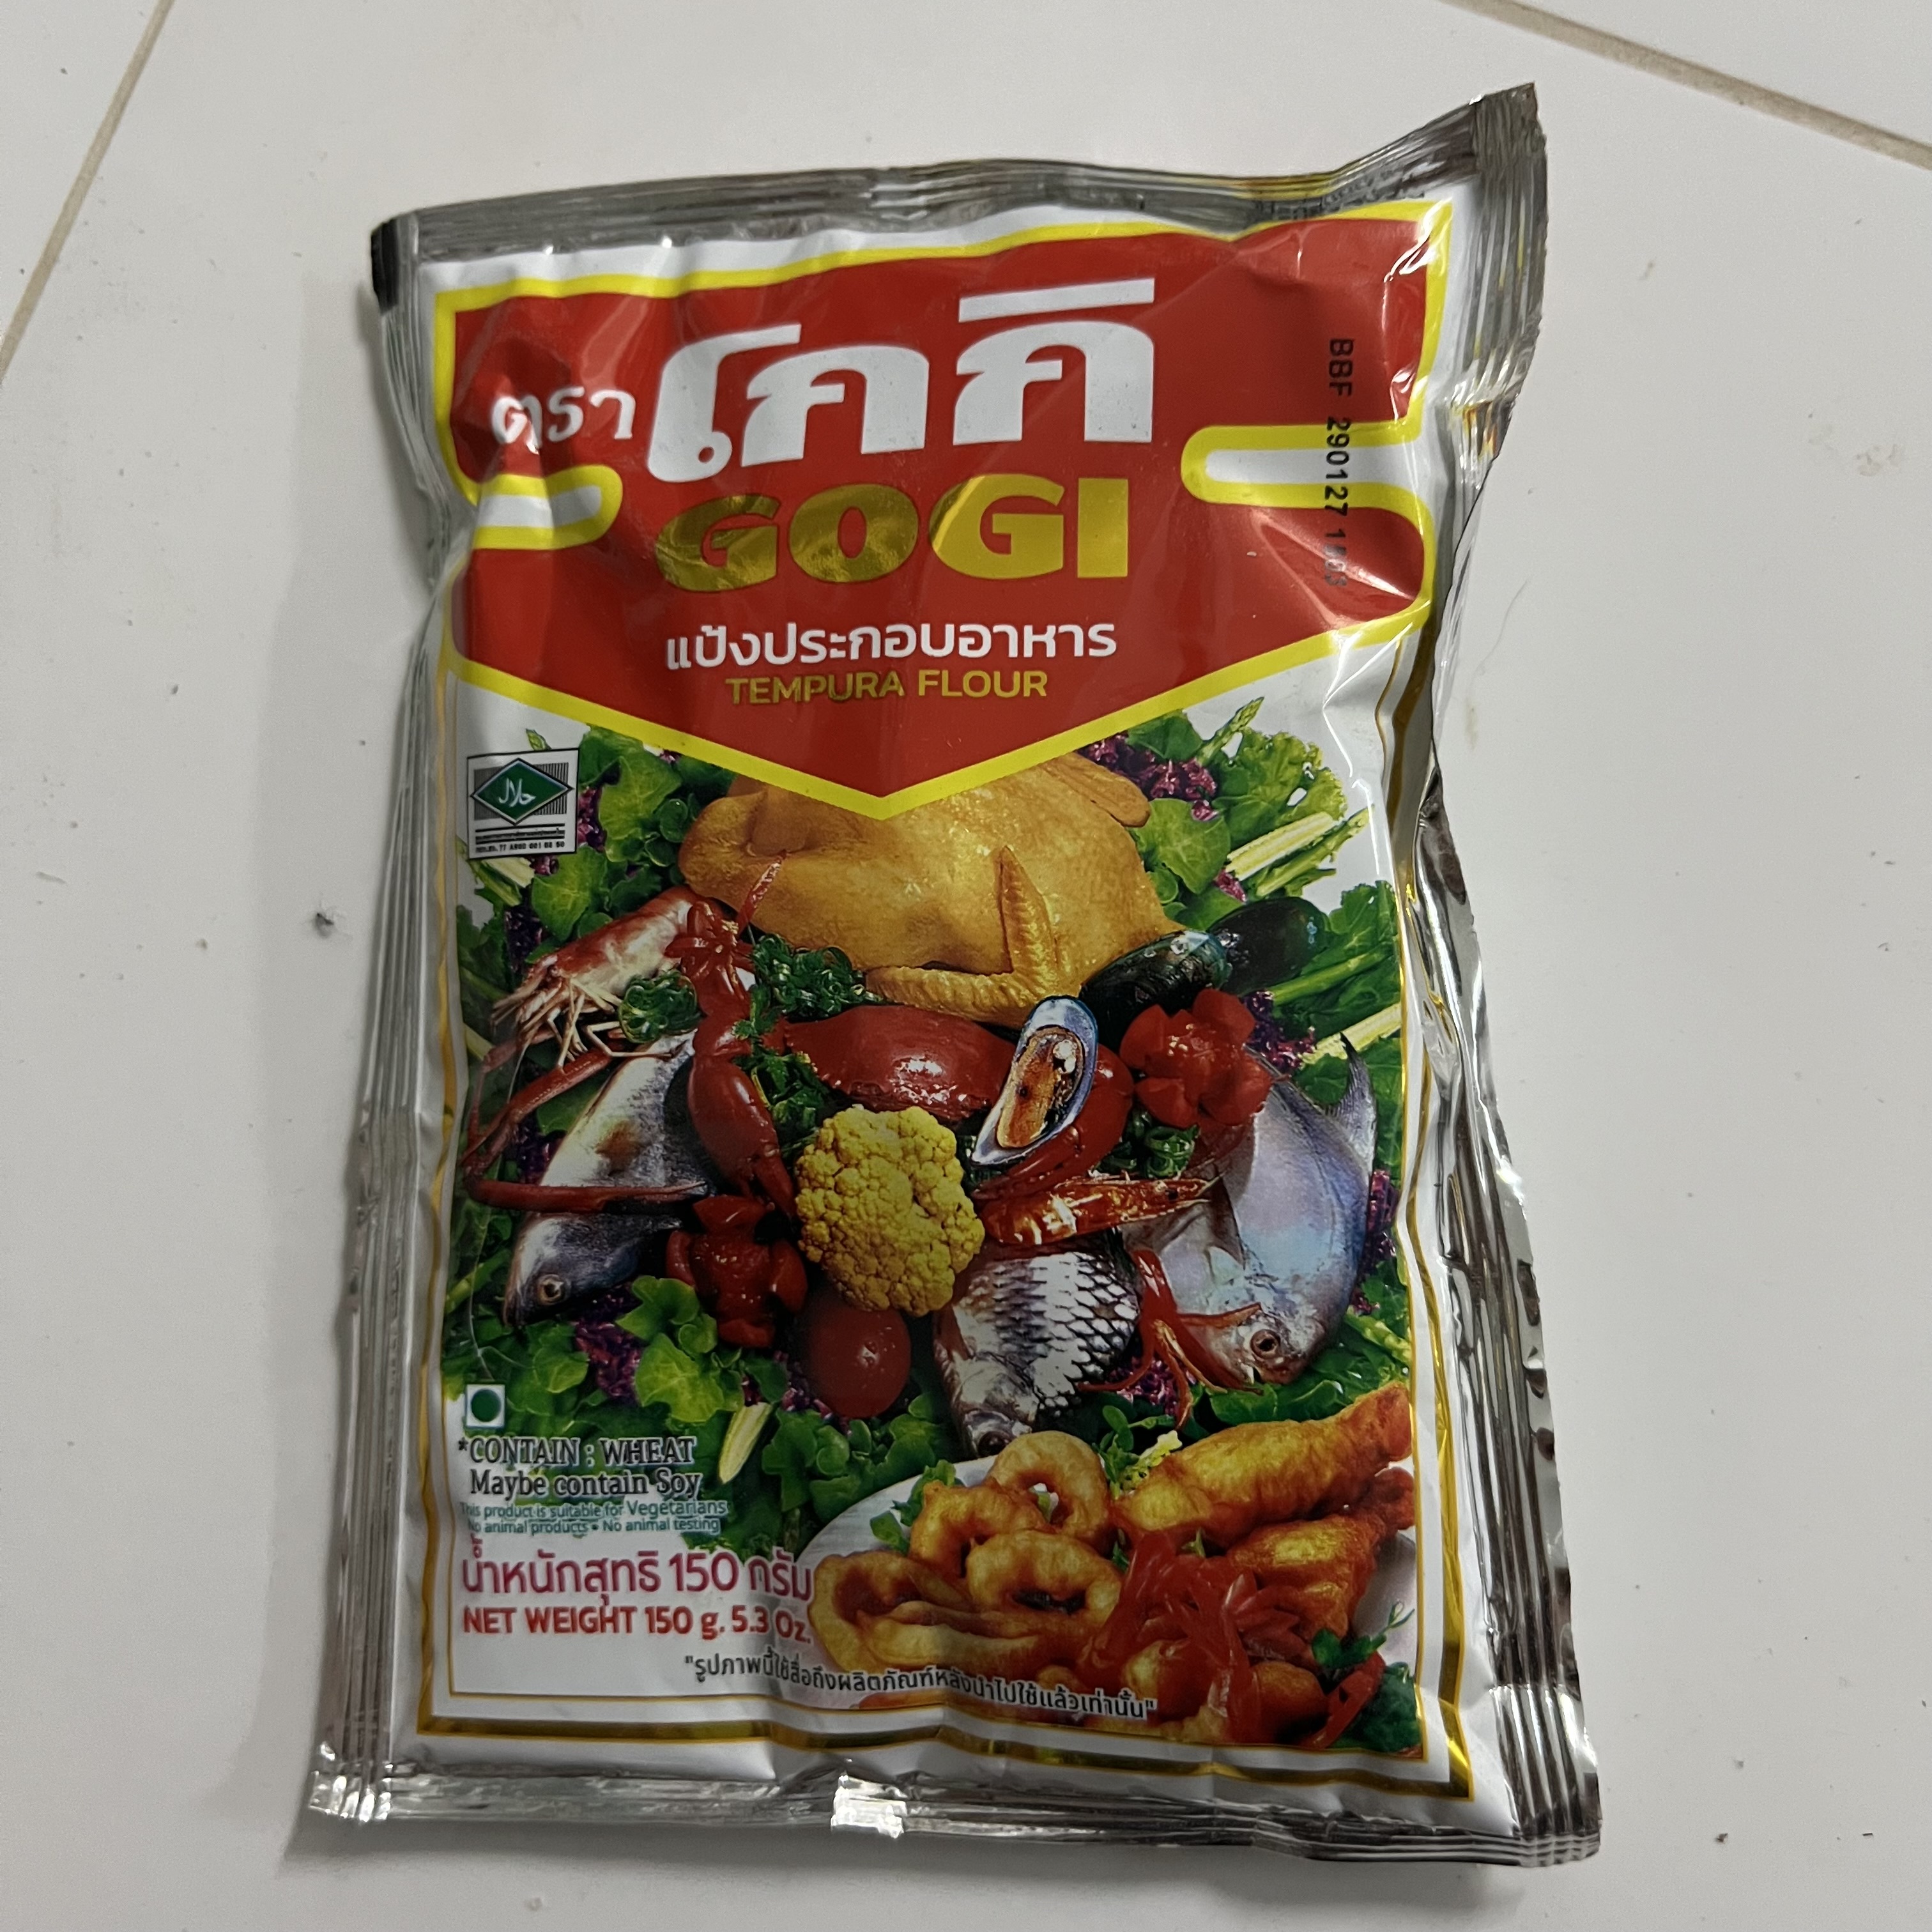 ตรา โกกิ
GOGI
แป้งประกอบอาหาร
TEMPURA FLOUR
BBF 290127
حلال
*CONTAIN : WHEAT
Maybe contain Soy
This product is suitable for Vegetarians
No animal products • No animal testing
น้ำหนักสุทธิ 150 กรัม
NET WEIGHT 150 g. 5.3 Oz.
"รูปภาพนี้ใช้สื่อถึงผลิตภัณฑ์หลังนำไปใช้แล้วเท่านั้น"